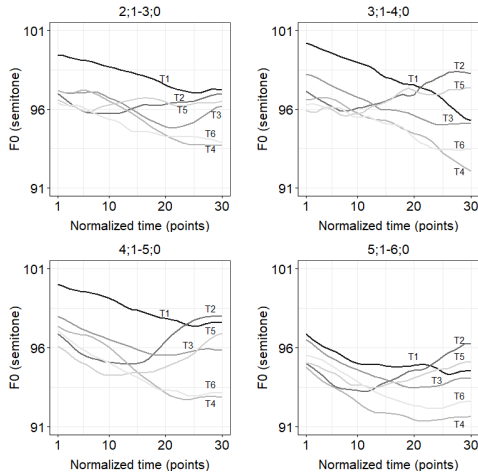 2;1-3;0
101
96
91
F0 (semitone)
T1
T2
T5
T3
T6
T4
1 10 20 30
Normalized time (points)
3;1-4;0
101
96
91
F0 (semitone)
T2
T1
T5
T3
T6
T4
1 10 20 30
Normalized time (points)
4;1-5;0
101
96
91
F0 (semitone)
T1
T2
T5
T3
T6
T4
1 10 20 30
Normalized time (points)
5;1-6;0
101
96
91
F0 (semitone)
T1
T2
T5
T3
T6
T4
1 10 20 30
Normalized time (points)